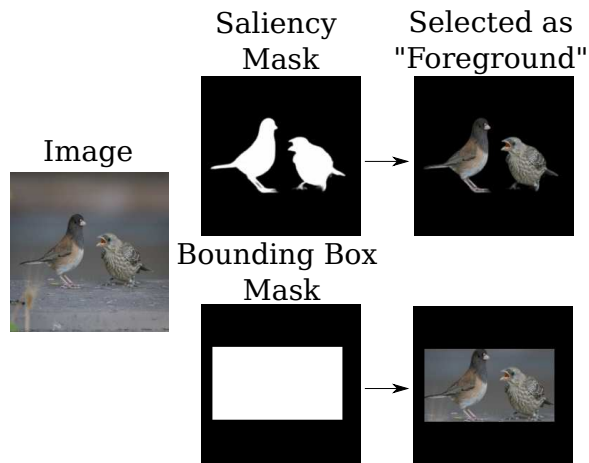 Image
Saliency
Mask
Selected as
"Foreground"
Bounding Box
Mask